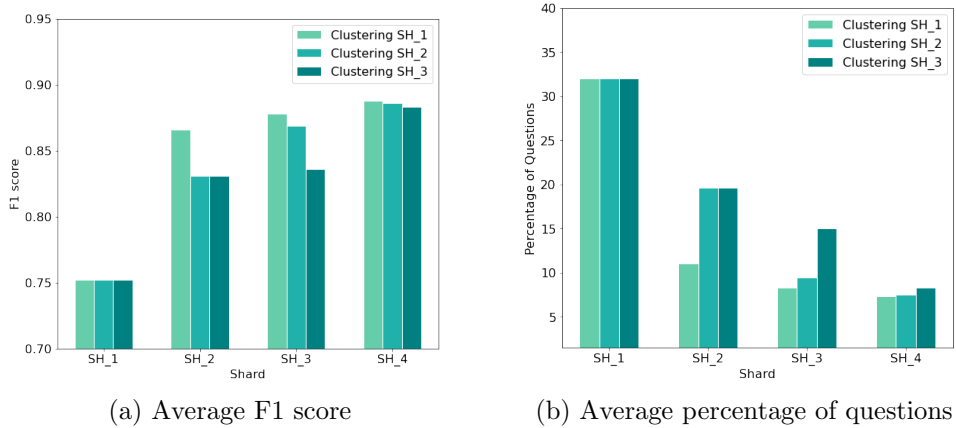 0.95
0.90
0.85
0.80
0.75
0.70
F1 score
Clustering SH_1
Clustering SH_2
Clustering SH_3
SH_1 SH_2 SH_3 SH_4
Shard
(a) Average F1 score
40
35
30
25
20
15
10
5
Percentage of Questions
Clustering SH_1
Clustering SH_2
Clustering SH_3
SH_1 SH_2 SH_3 SH_4
Shard
(b) Average percentage of questions